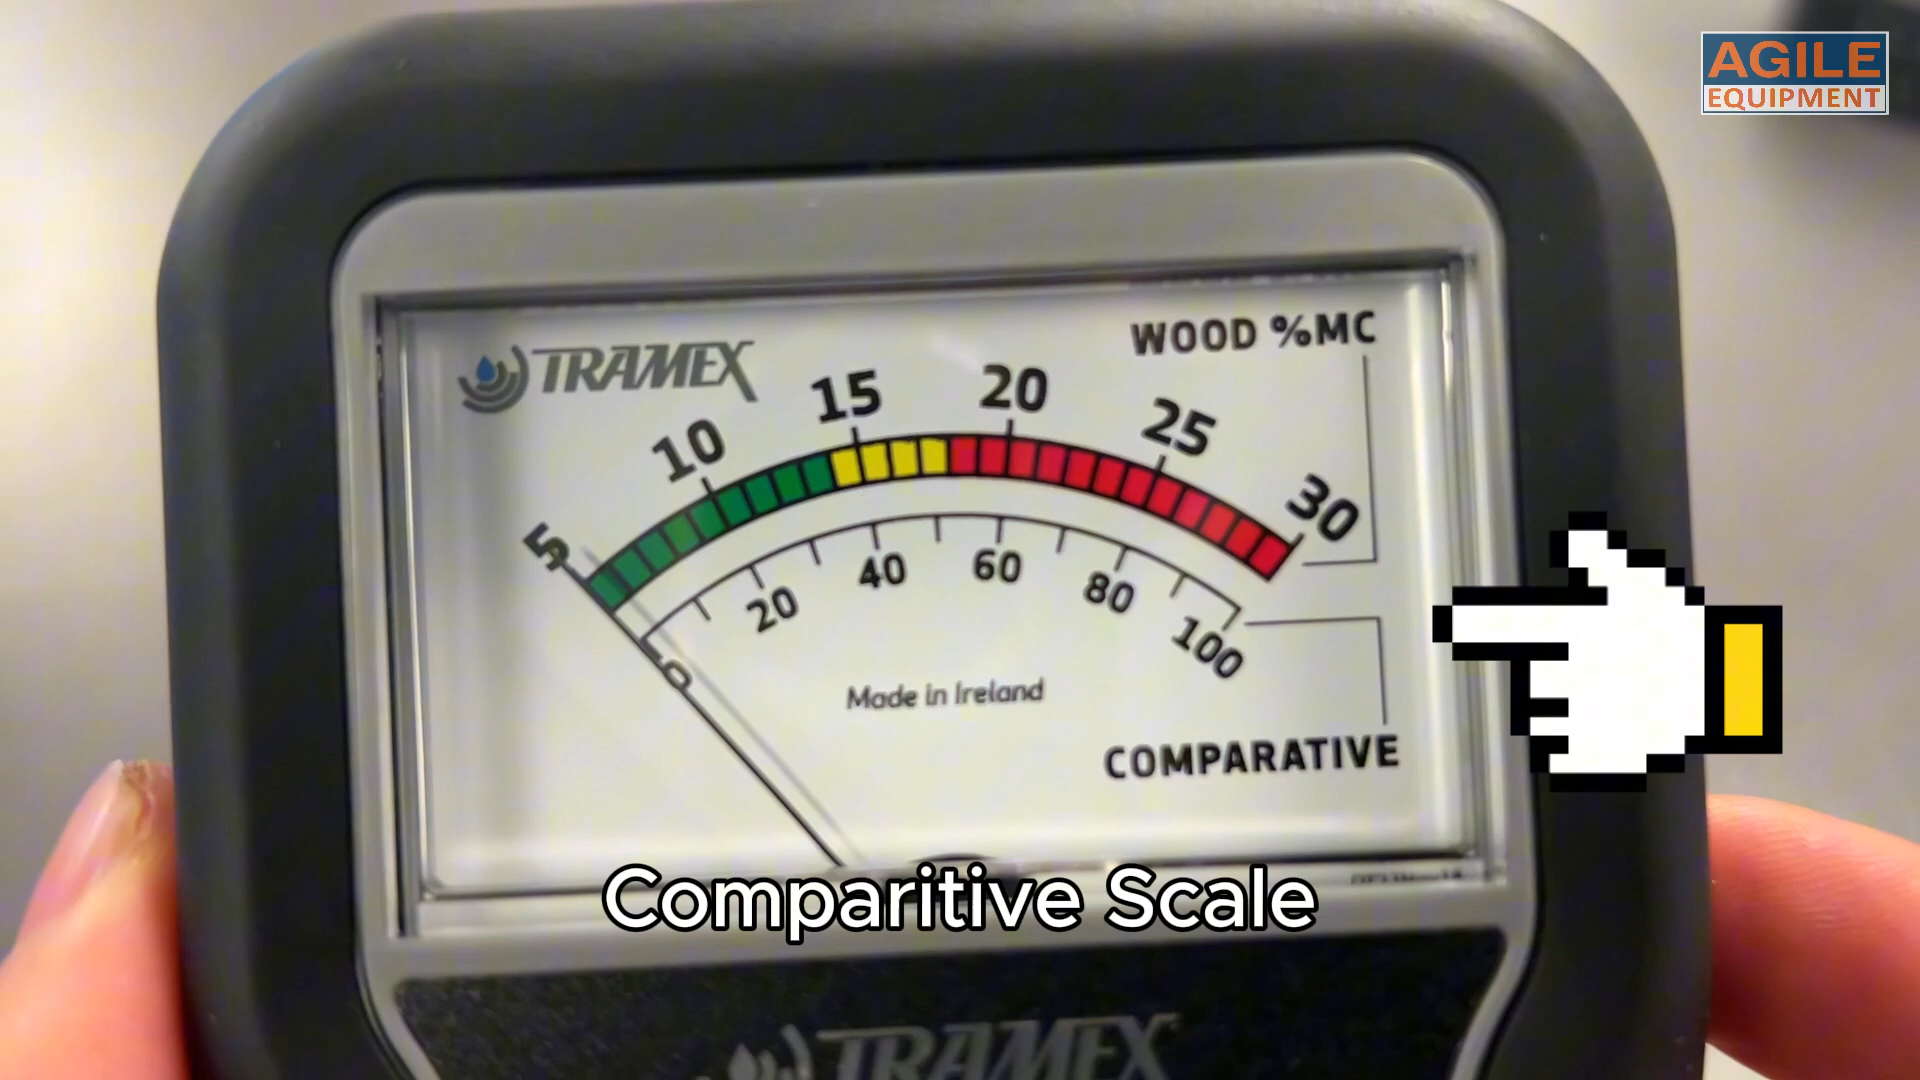 AGILE
EQUIPMENT
WOOD %MC
TRAMEX
5 10 15 20 25 30
0 20 40 60 80 100
Made in Ireland
COMPARATIVE
Comparitive Scale
TRAMEX